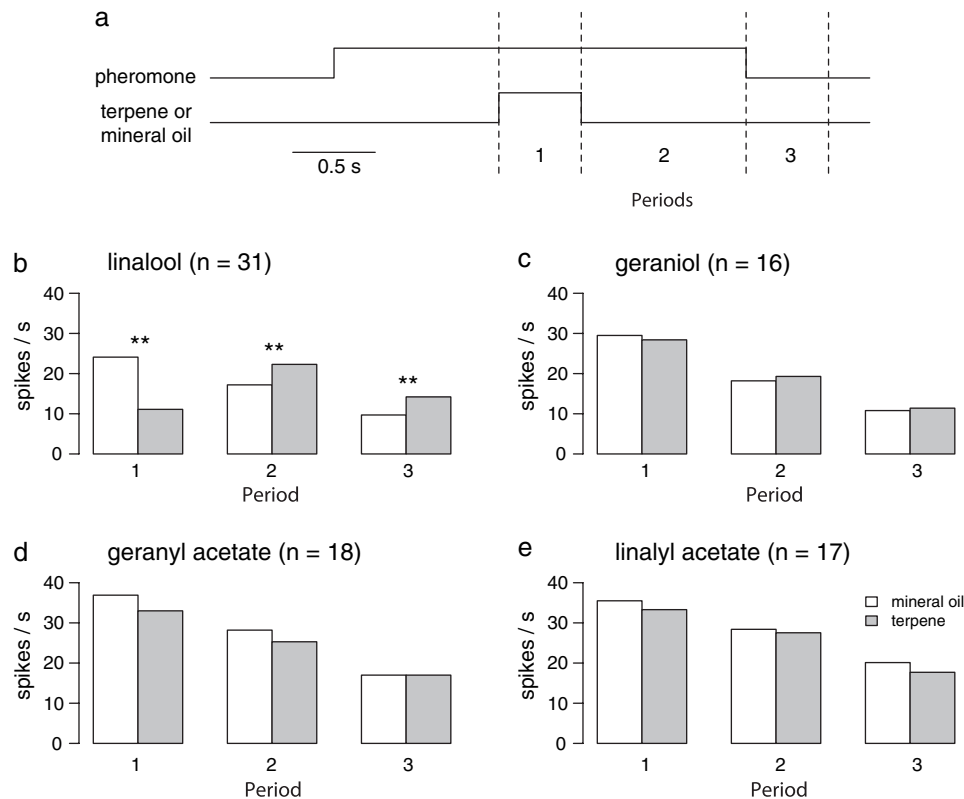 a
pheromone
terpene or
mineral oil
0.5 s
1 2 3
Periods
b linalool (n = 31)
spikes / s
40
30
20
10
0
** ** **
1 2 3
Period
c geraniol (n = 16)
spikes / s
40
30
20
10
0
1 2 3
Period
d geranyl acetate (n = 18)
spikes / s
40
30
20
10
0
1 2 3
Period
e linalyl acetate (n = 17)
spikes / s
40
30
20
10
0
mineral oil
terpene
1 2 3
Period